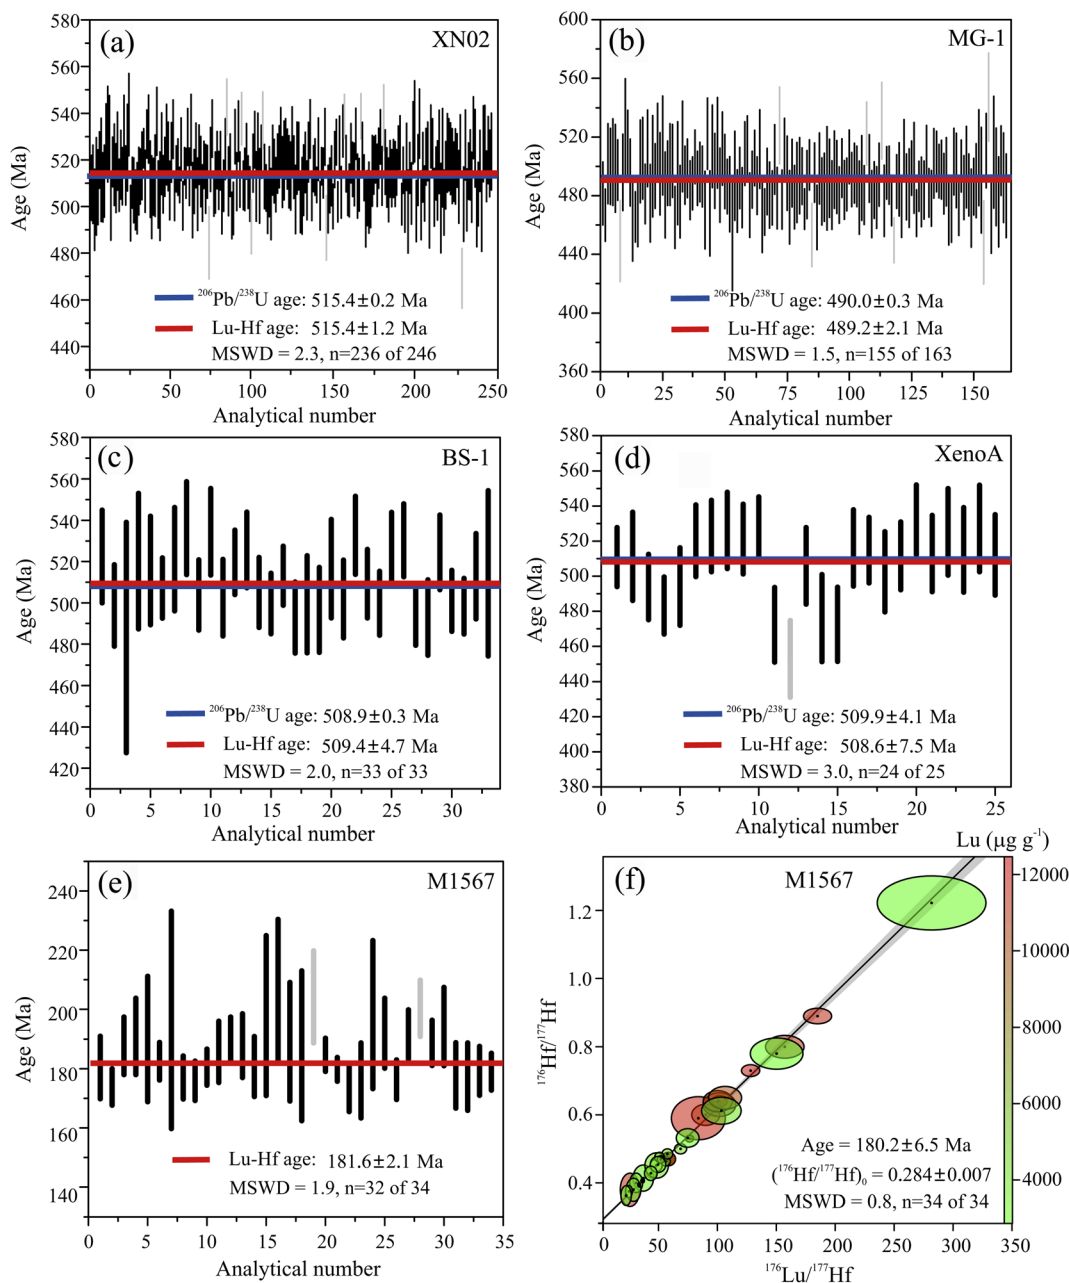 (a)
XN02
Age (Ma)
580
560
540
520
500
480
460
440
206Pb/238U age: 515.4±0.2 Ma
Lu-Hf age: 515.4±1.2 Ma
MSWD = 2.3, n=236 of 246
0 50 100 150 200 250
Analytical number
(b)
MG-1
Age (Ma)
600
560
520
480
440
400
360
206Pb/238U age: 490.0±0.3 Ma
Lu-Hf age: 489.2±2.1 Ma
MSWD = 1.5, n=155 of 163
0 25 50 75 100 125 150
Analytical number
(c)
BS-1
Age (Ma)
580
560
540
520
500
480
460
440
420
206Pb/238U age: 508.9±0.3 Ma
Lu-Hf age: 509.4±4.7 Ma
MSWD = 2.0, n=33 of 33
0 5 10 15 20 25 30
Analytical number
(d)
XenoA
Age (Ma)
580
560
540
520
500
480
460
440
420
400
380
206Pb/238U age: 509.9±4.1 Ma
Lu-Hf age: 508.6±7.5 Ma
MSWD = 3.0, n=24 of 25
0 5 10 15 20 25
Analytical number
(e)
M1567
Age (Ma)
240
220
200
180
160
140
Lu-Hf age: 181.6±2.1 Ma
MSWD = 1.9, n=32 of 34
0 5 10 15 20 25 30 35
Analytical number
Lu (μg g-1)
(f)
M1567
176Hf/177Hf
1.2
1.0
0.8
0.6
0.4
12000
10000
8000
6000
4000
Age = 180.2±6.5 Ma
(176Hf/177Hf)0 = 0.284±0.007
MSWD = 0.8, n=34 of 34
0 50 100 150 200 250 300 350
176Lu/177Hf